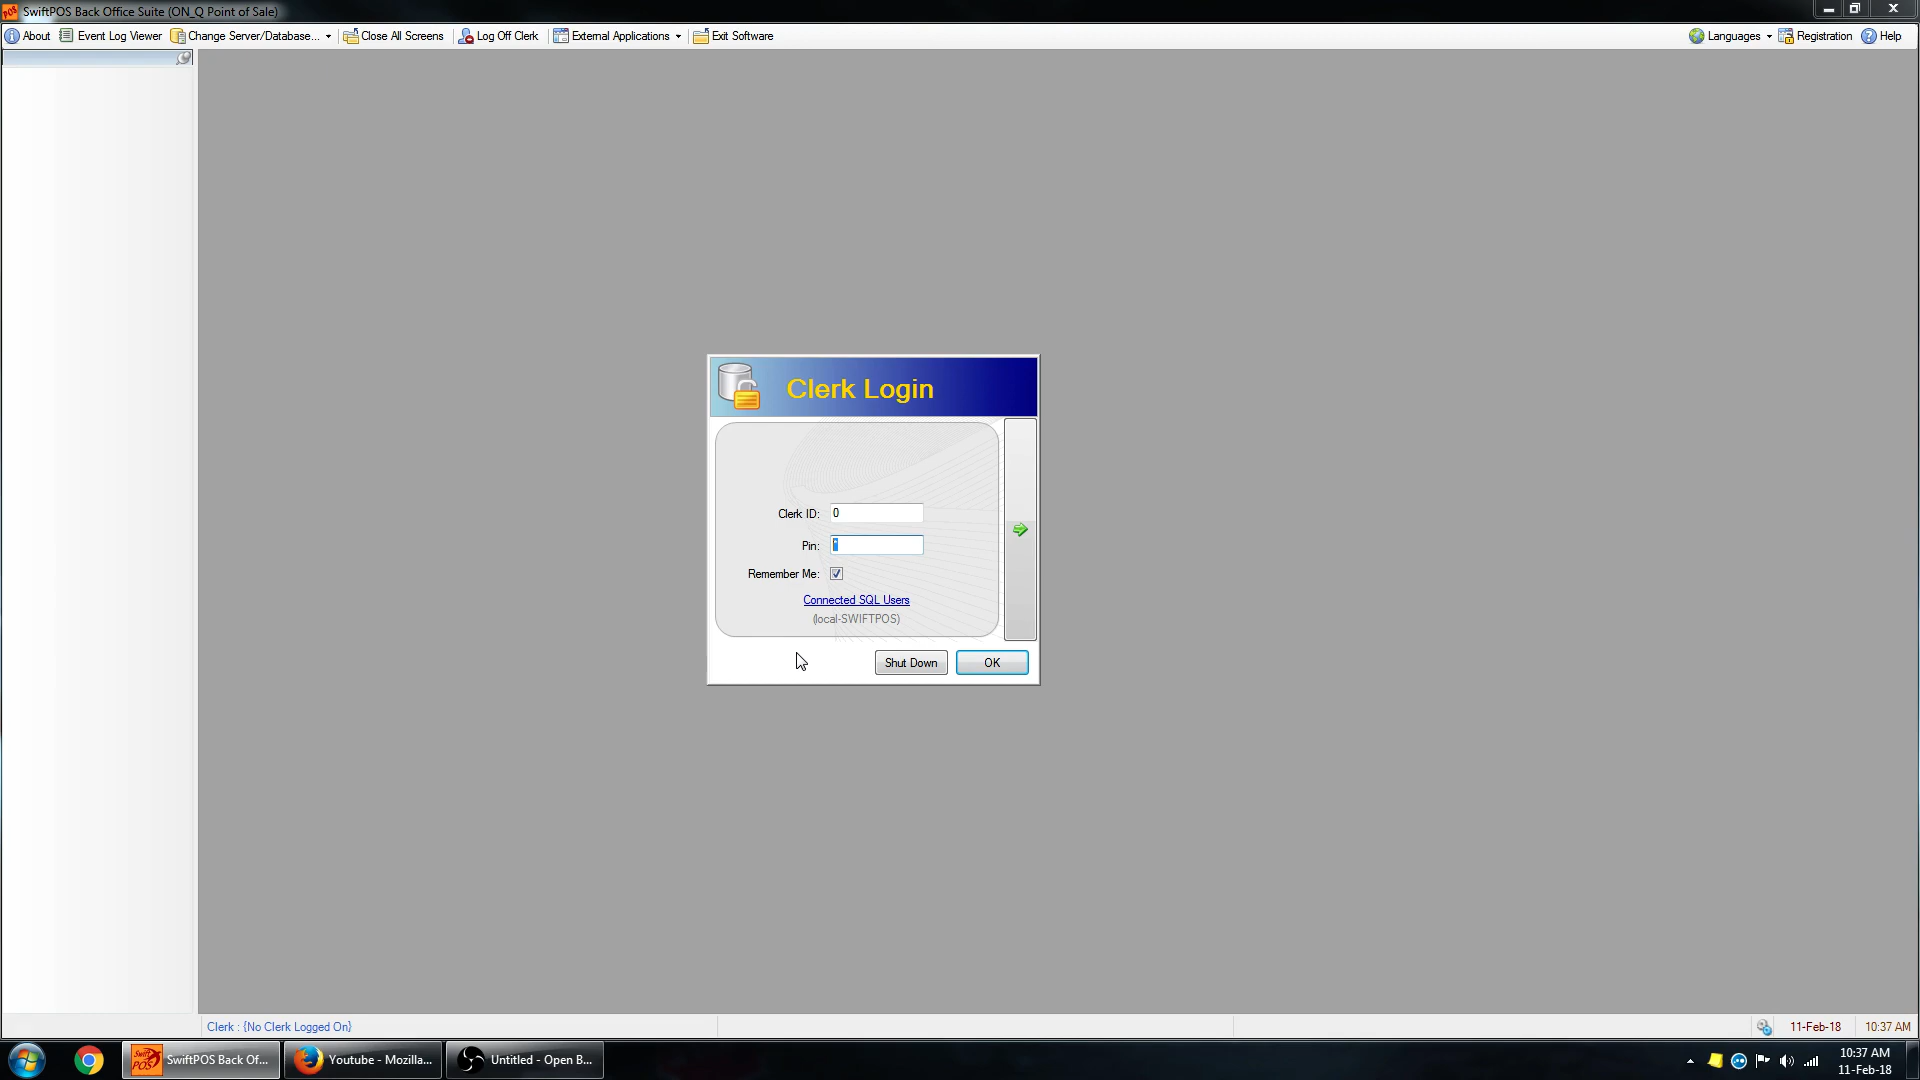 SwiftPOS Back Office Suite (ON_Q Point of Sale)
About Event Log Viewer Change Server/Database... Close All Screens Log Off Clerk External Applications Exit Software Languages Registration Help
Clerk Login
Clerk ID: 0
Pin: *
Remember Me:
Connected SQL Users
(local-SWIFTPOS)
Shut Down OK
Clerk : {No Clerk Logged On} 11-Feb-18 10:37 AM
SwiftPOS Back Of... Youtube - Mozilla... Untitled - Open B... 10:37 AM
11-Feb-18